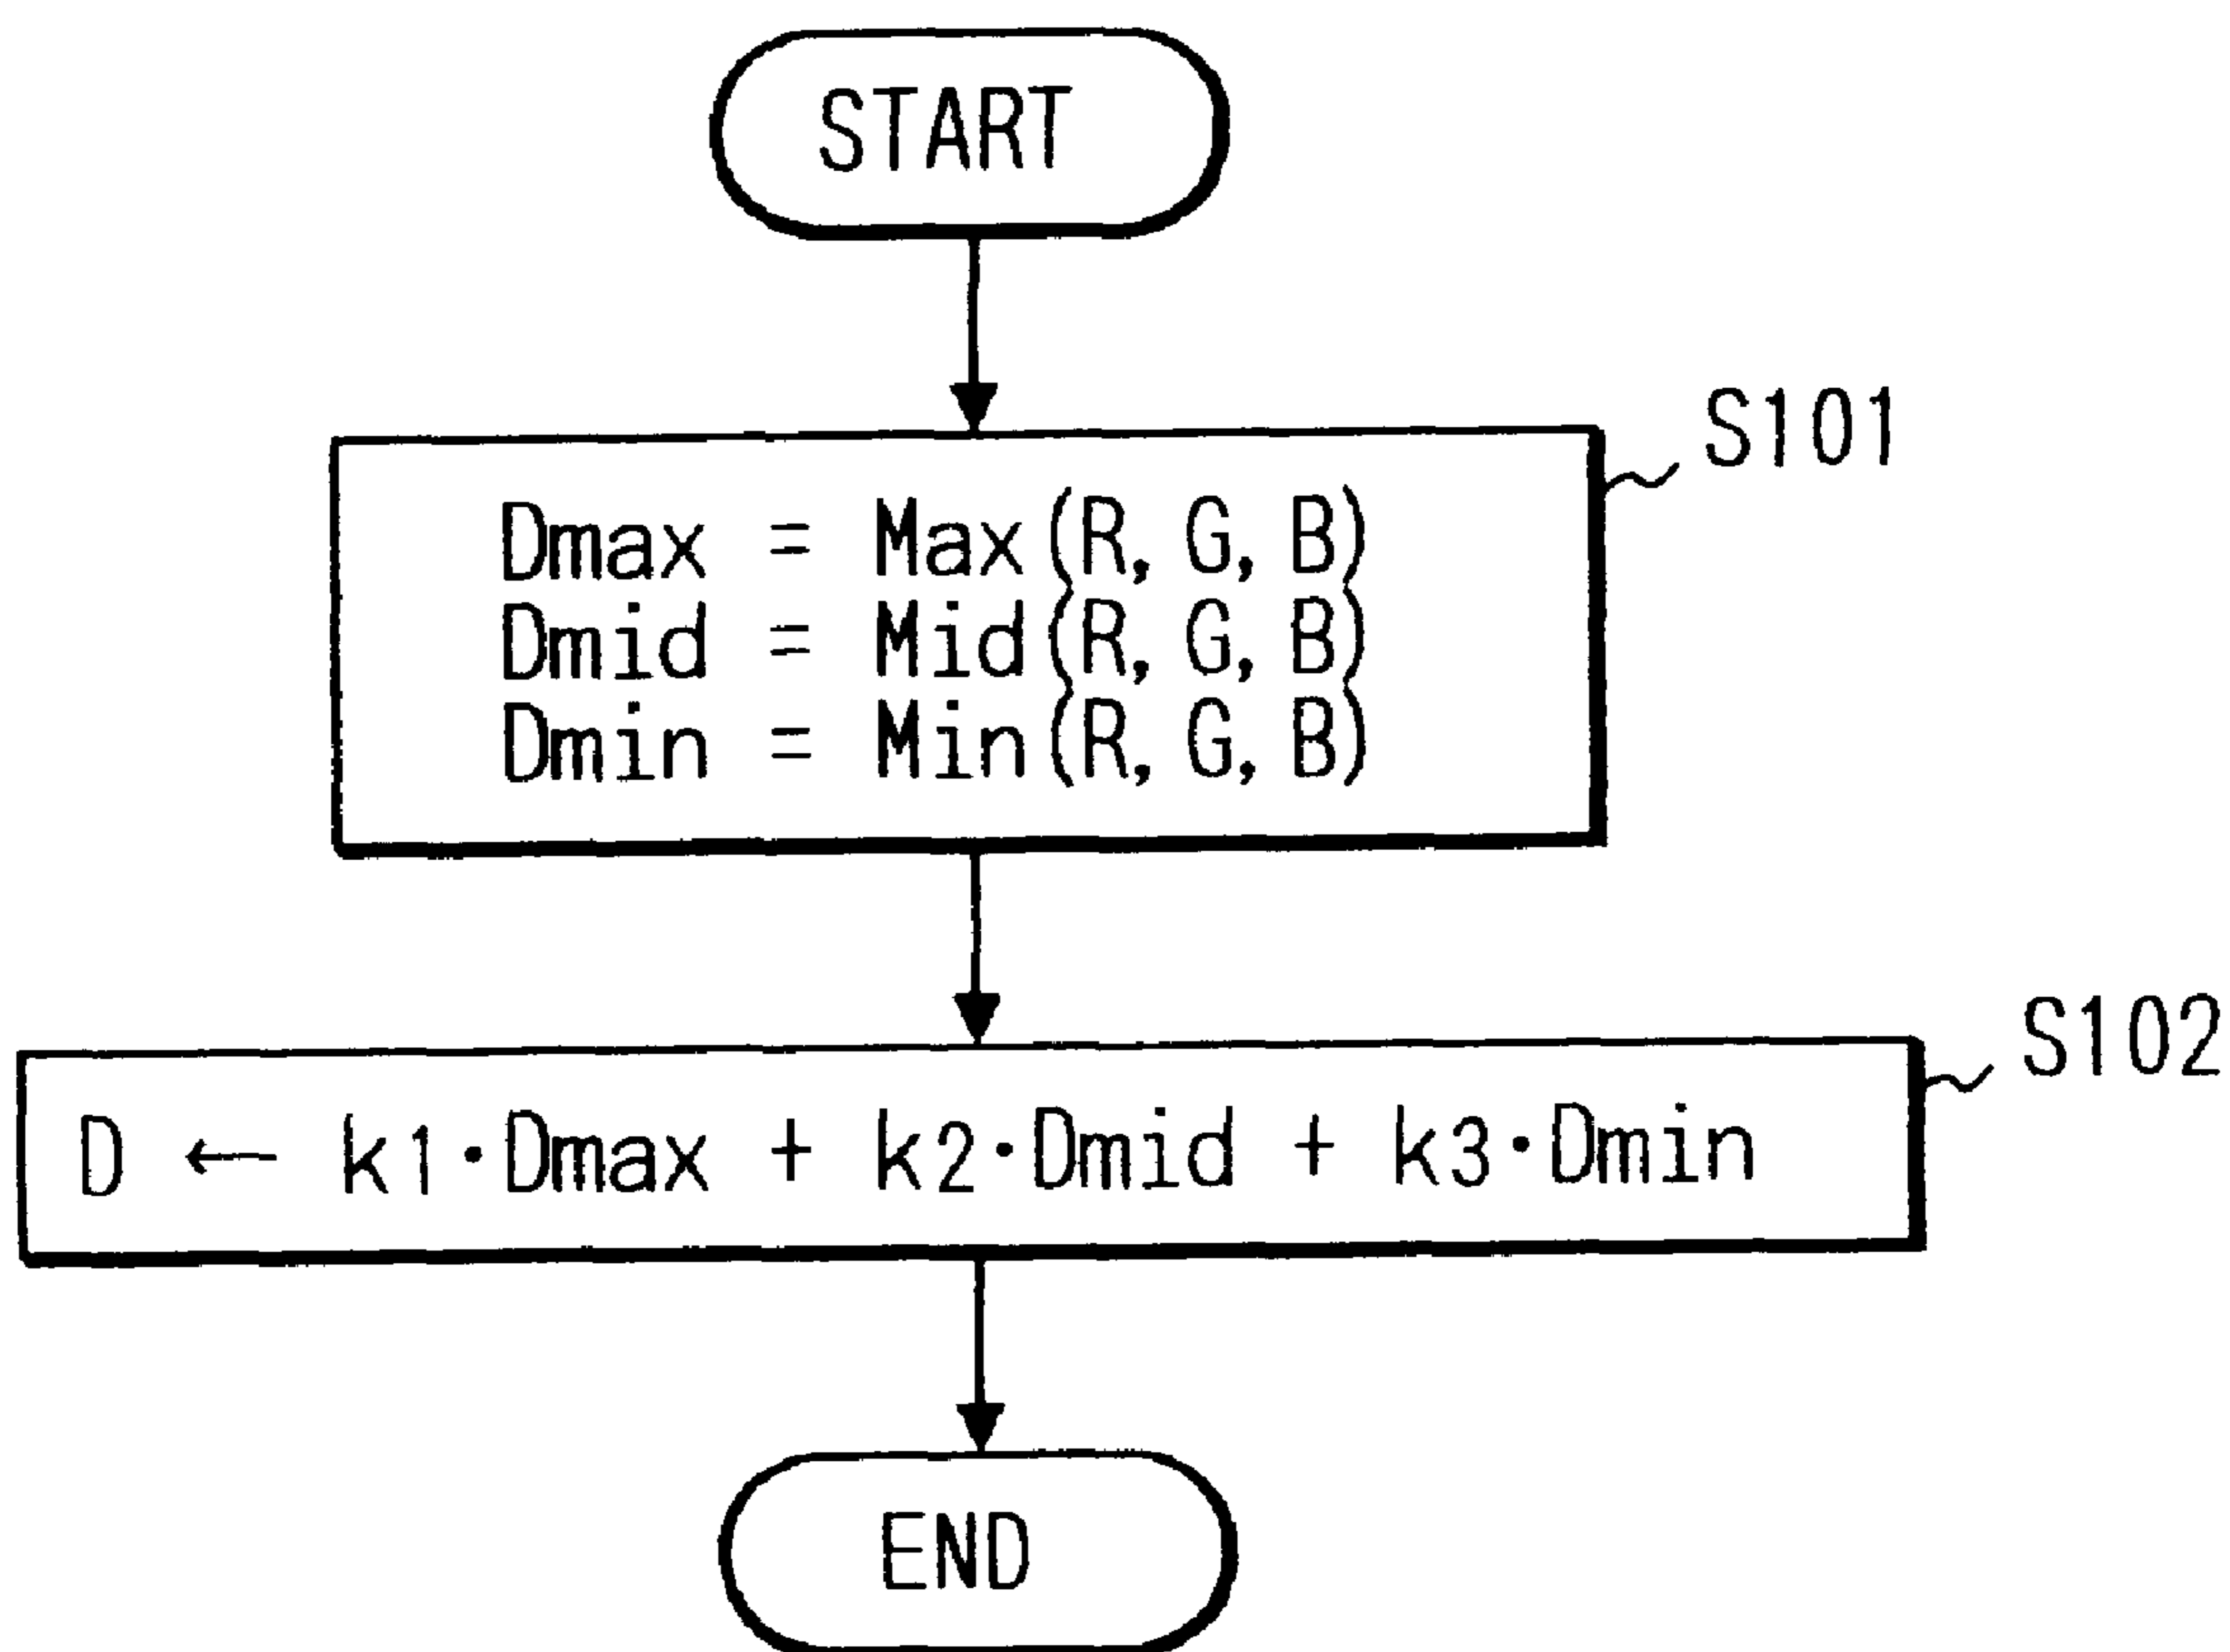 START
S101
Dmax = Max(R, G, B)
Dmid = Mid(R, G, B)
Dmin = Min(R, G, B)
S102
D ← k1·Dmax + k2·Dmid + k3·Dmin
END